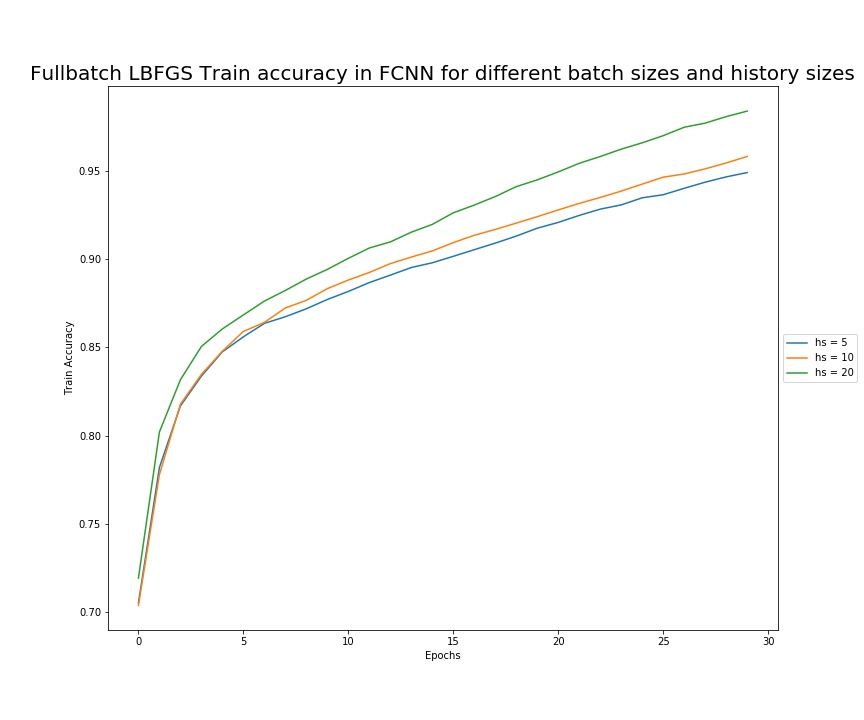 Fullbatch LBFGS Train accuracy in FCNN for different batch sizes and history sizes
0.95
0.90
0.85
0.80
0.75
0.70
Train Accuracy
0 5 10 15 20 25 30
Epochs
hs = 5
hs = 10
hs = 20